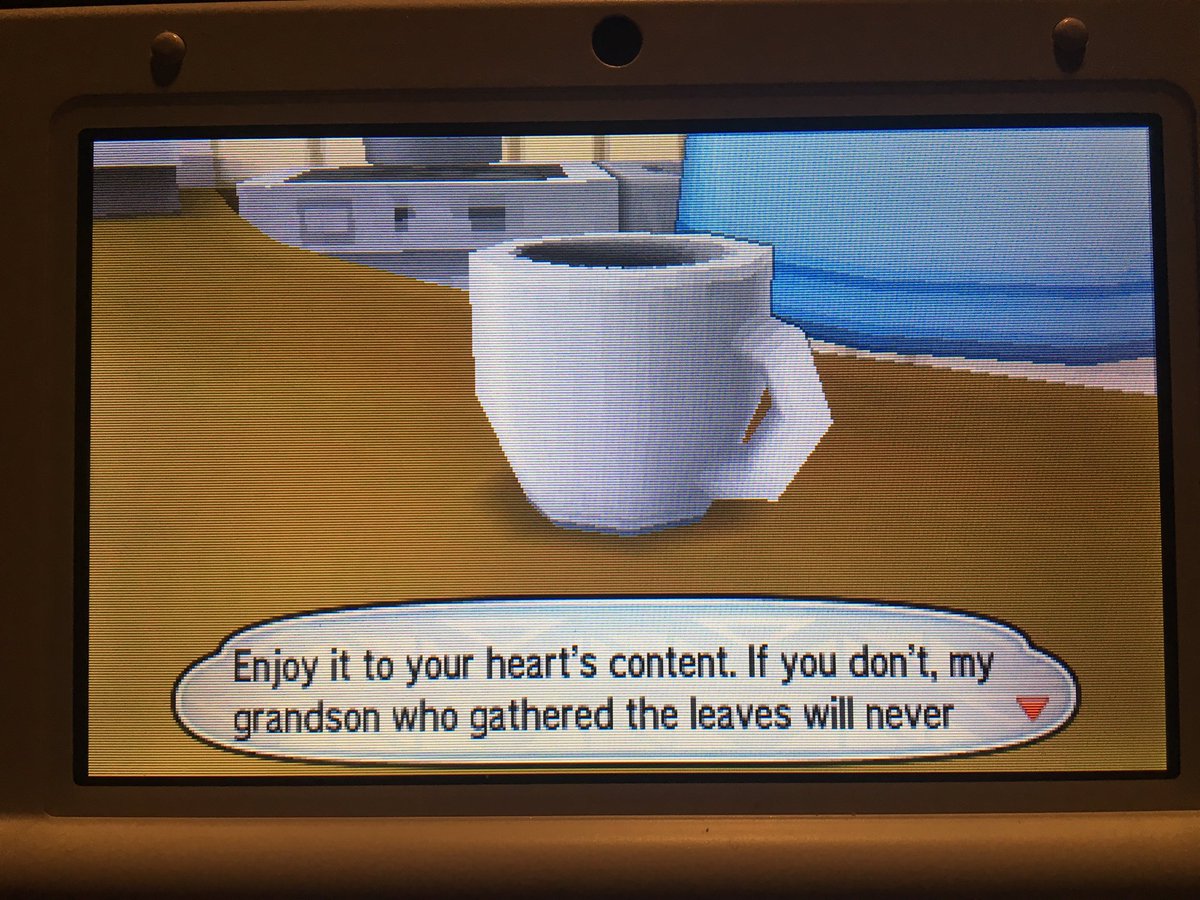 Enjoy it to your heart's content. If you don't, my
grandson who gathered the leaves will never